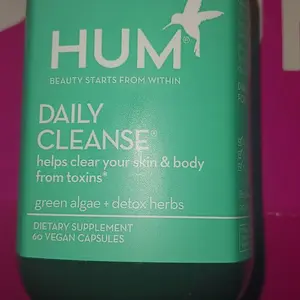 HUM
BEAUTY STARTS FROM WITHIN
DAILY
CLEANSE®
helps clear your skin & body
from toxins*
green algae + detox herbs
DIETARY SUPPLEMENT
60 VEGAN CAPSULES